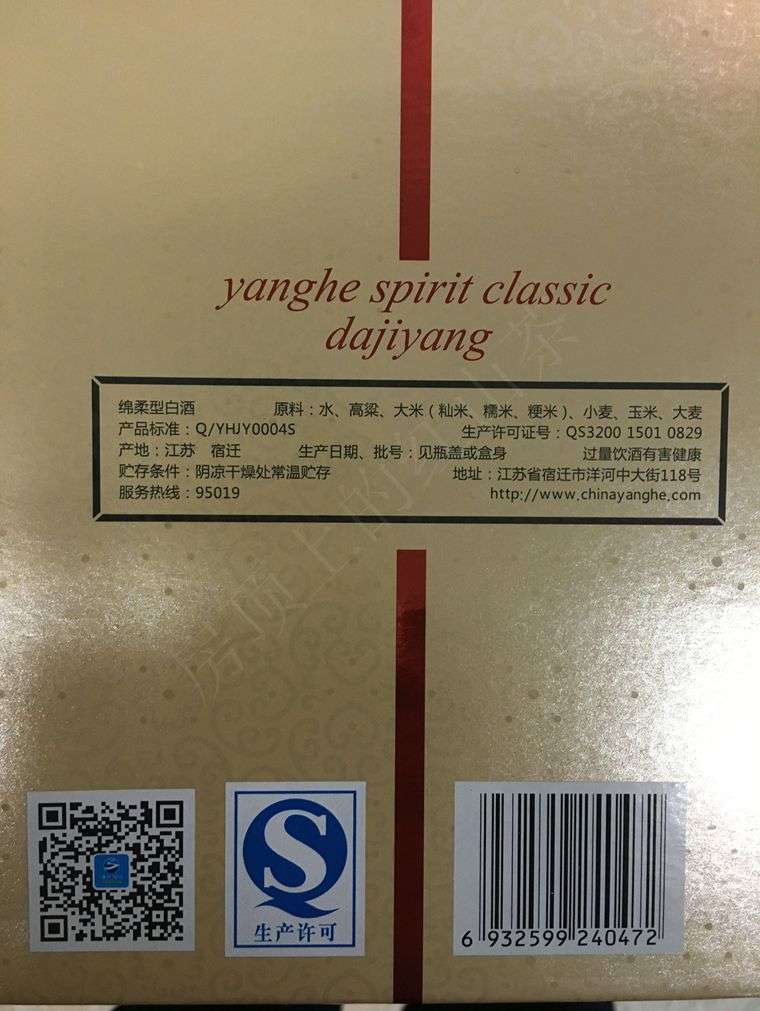 yanghe spirit classic
dajiyang
绵柔型白酒 原料：水、高粱、大米（籼米、糯米、粳米）、小麦、玉米、大麦
产品标准：Q/YHJY0004S 生产许可证号：QS3200 1501 0829
产地：江苏 宿迁 生产日期、批号：见瓶盖或盒身 过量饮酒有害健康
贮存条件：阴凉干燥处常温贮存 地址：江苏省宿迁市洋河中大街118号
服务热线：95019 http://www.chinayanghe.com
生产许可
6 932599 240472